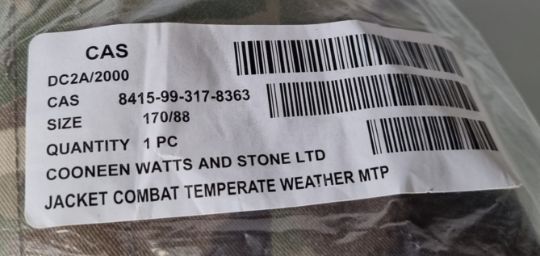 CAS
DC2A/2000
CAS 8415-99-317-8363
SIZE 170/88
QUANTITY 1 PC
COONEEN WATTS AND STONE LTD
JACKET COMBAT TEMPERATE WEATHER MTP